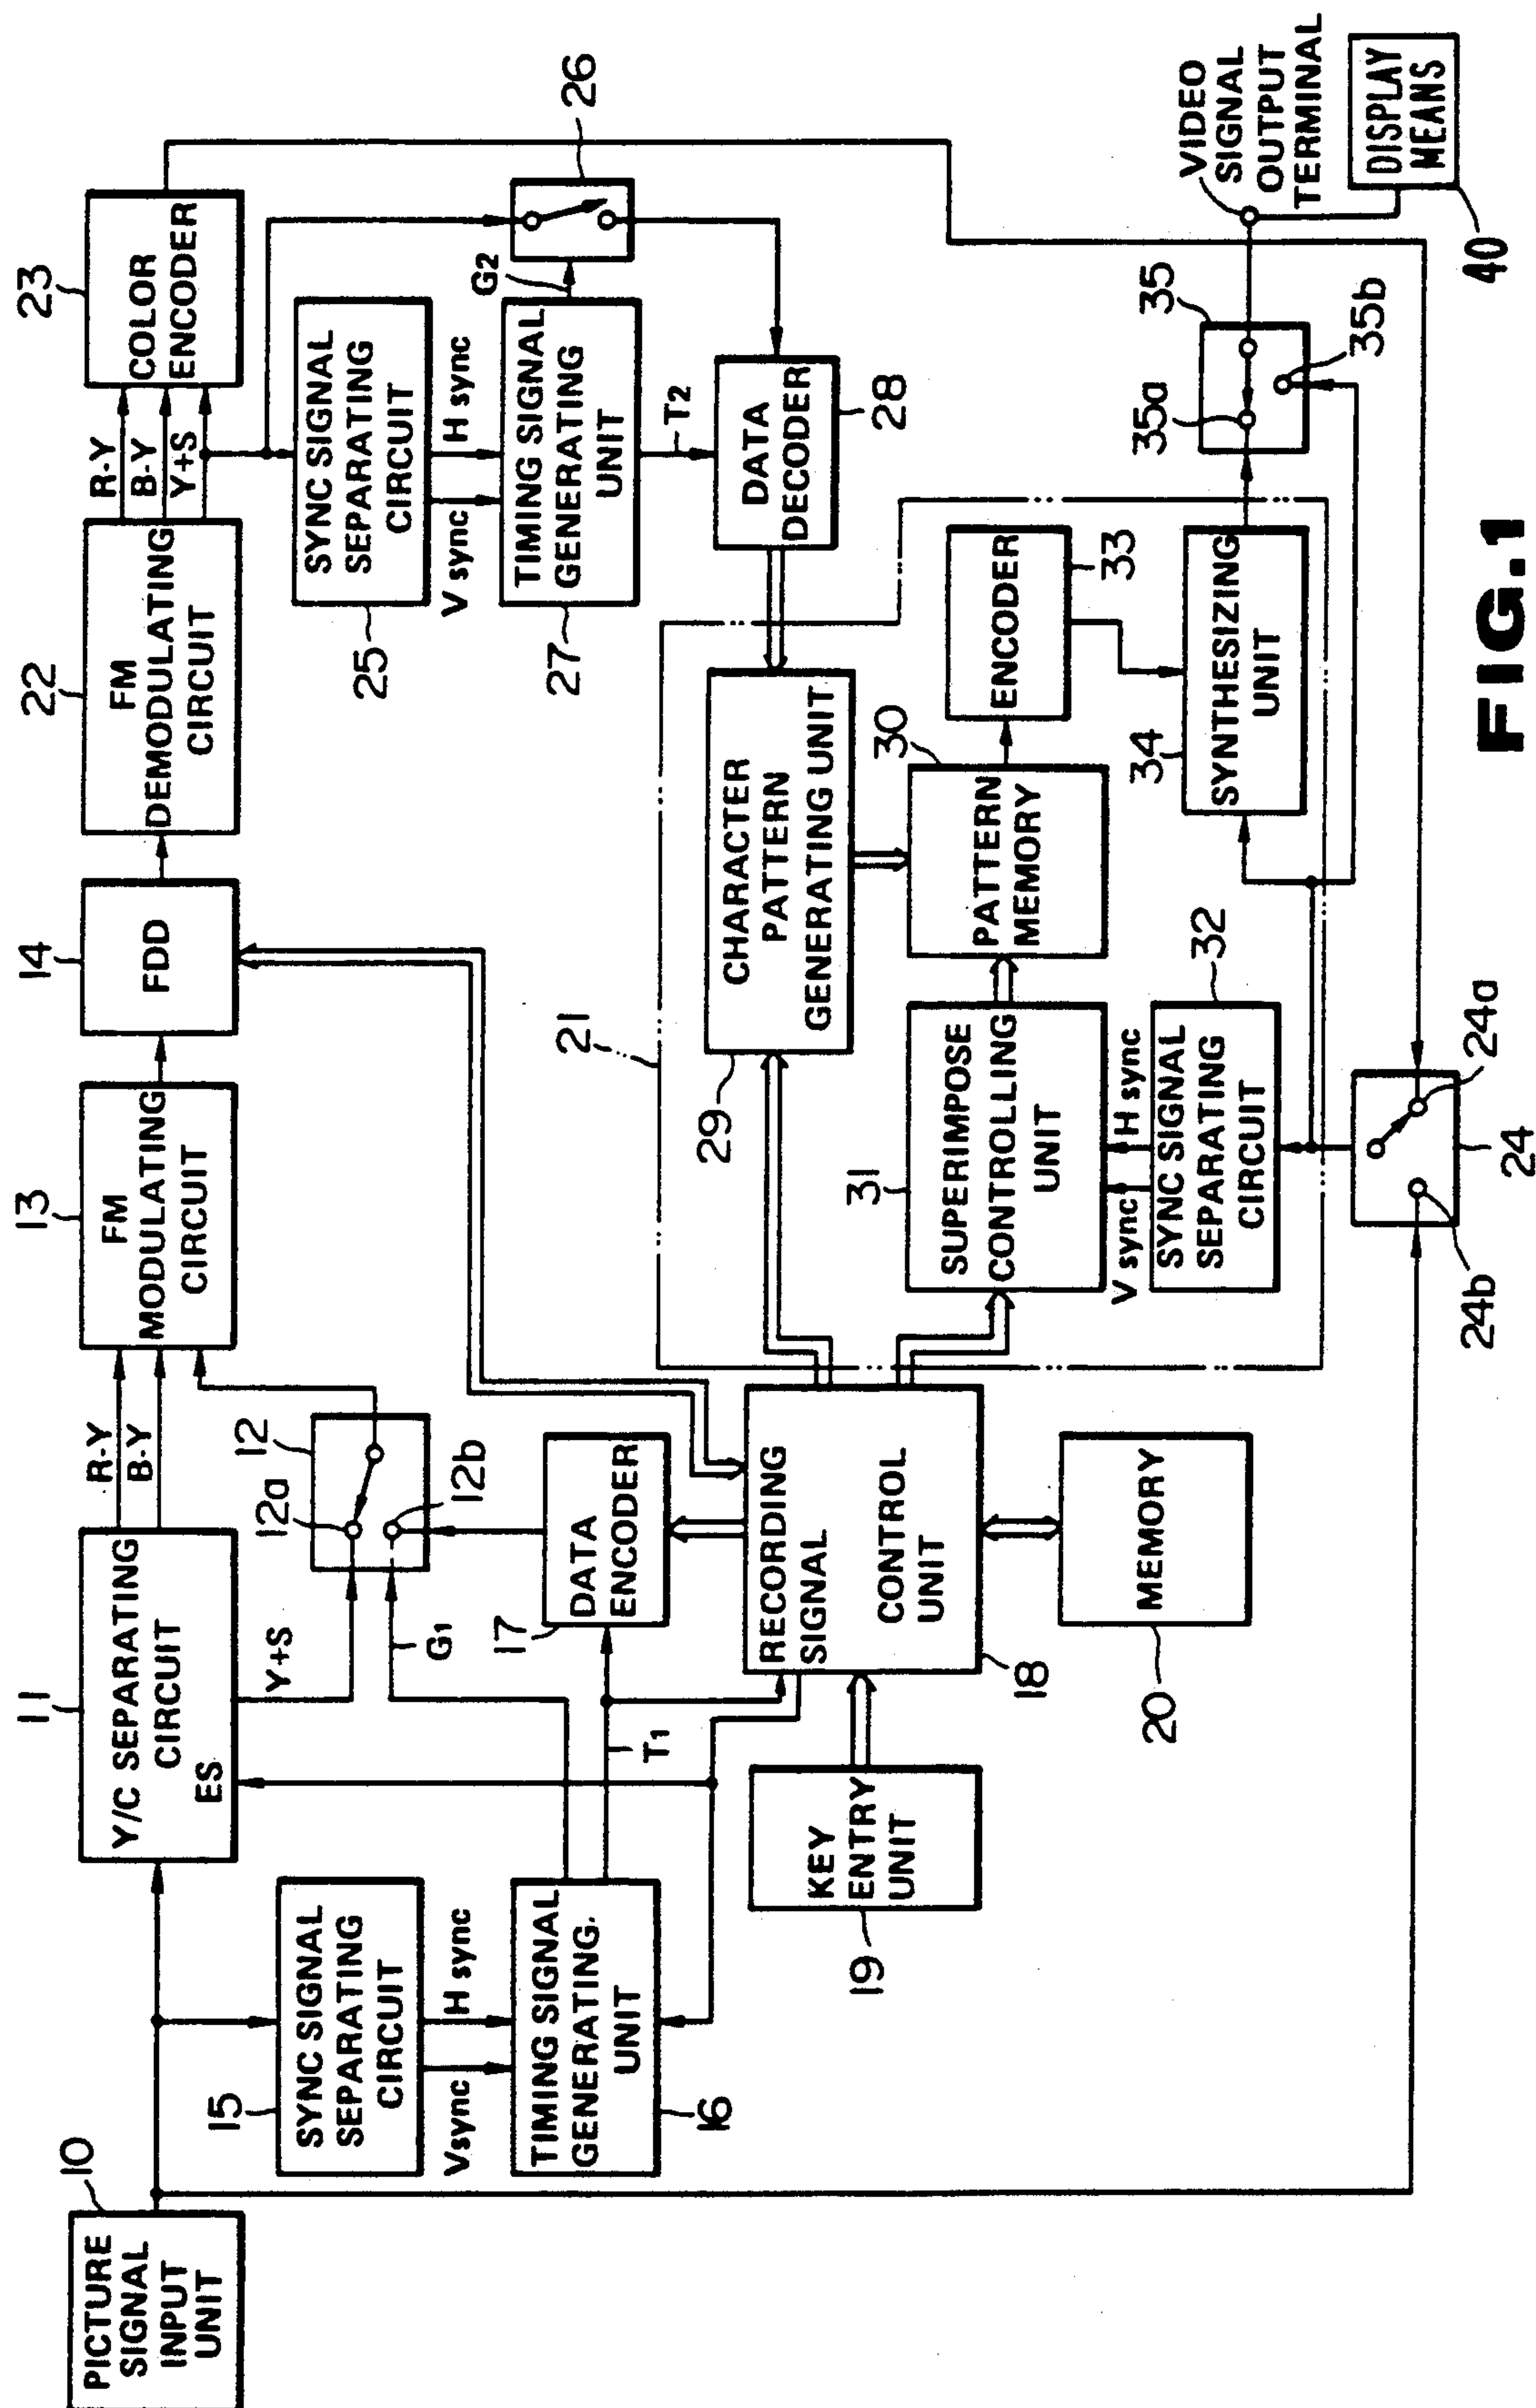 10
PICTURE
SIGNAL
INPUT
UNIT
11
Y/C SEPARATING
CIRCUIT
ES
R-Y
B-Y
Y+S
12
12a
12b
G1
13
FM
MODULATING
CIRCUIT
14
FDD
22
FM
DEMODULATING
CIRCUIT
R-Y
B-Y
Y+S
23
COLOR
ENCODER
15
SYNC SIGNAL
SEPARATING
CIRCUIT
Vsync
H sync
16
TIMING SIGNAL
GENERATING
UNIT
T1
17
DATA
ENCODER
18
RECORDING
SIGNAL
CONTROL
UNIT
19
KEY
ENTRY
UNIT
20
MEMORY
21
25
SYNC SIGNAL
SEPARATING
CIRCUIT
V sync
H sync
26
G2
27
TIMING SIGNAL
GENERATING
UNIT
T2
28
DATA
DECODER
29
CHARACTER
PATTERN
GENERATING UNIT
30
PATTERN
MEMORY
31
SUPERIMPOSE
CONTROLLING
UNIT
V sync
H sync
32
SYNC SIGNAL
SEPARATING
CIRCUIT
33
ENCODER
34
SYNTHESIZING
UNIT
35
35a
35b
VIDEO
SIGNAL
OUTPUT
TERMINAL
DISPLAY
MEANS
40
24
24a
24b
FIG.1